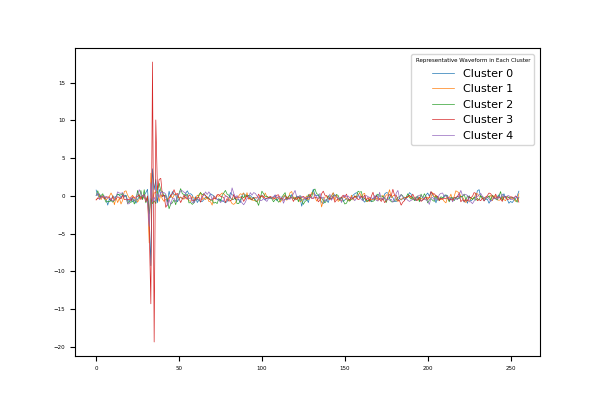 Representative Waveform in Each Cluster
Cluster 0
Cluster 1
Cluster 2
Cluster 3
Cluster 4
15
10
5
0
−5
−10
−15
−20
0 50 100 150 200 250